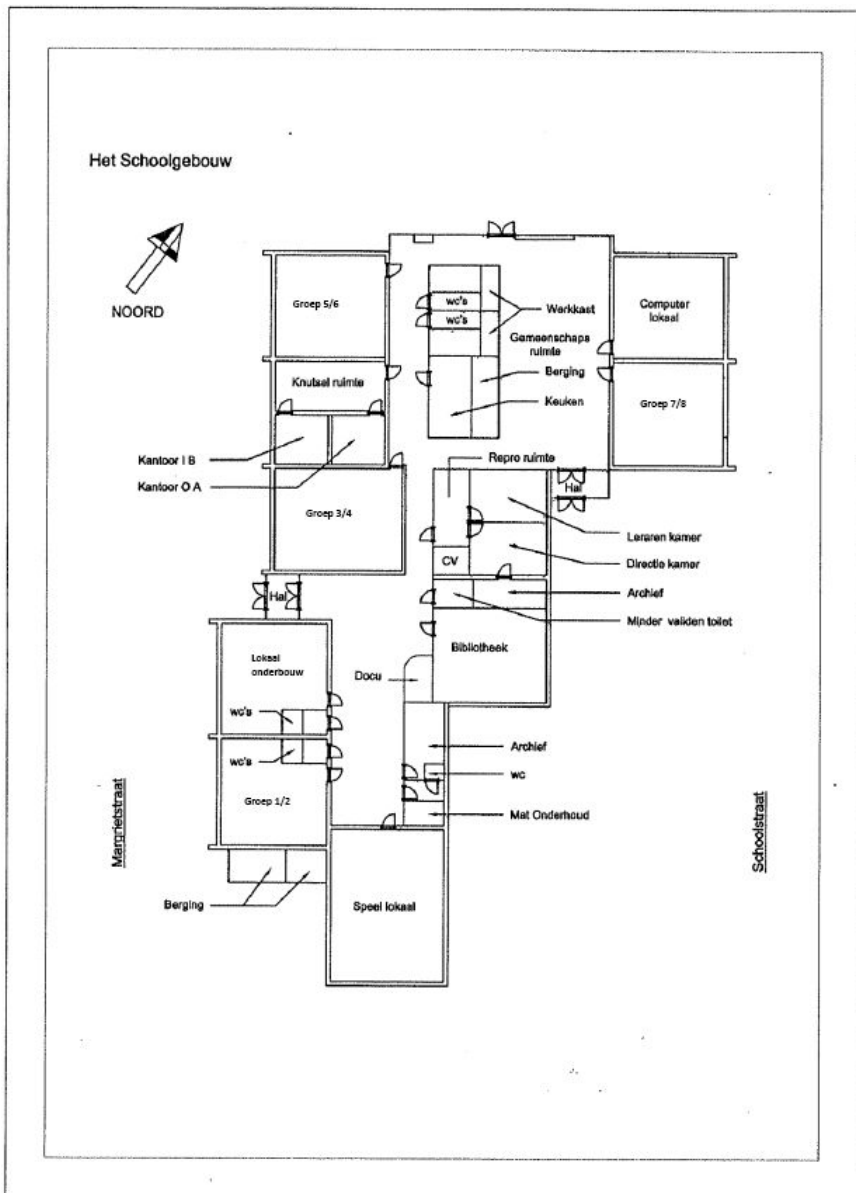 Het Schoolgebouw
NOORD
Groep 5/6
wc's
wc's
Werkkast
Gemeenschaps
ruimte
Computer
lokaal
Knutsel ruimte
Berging
Keuken
Groep 7/8
Kantoor I B
Kantoor O A
Repro ruimte
Groep 3/4
Hal
Leraren kamer
CV
Directie kamer
Hal
Archief
Minder validen toilet
Lokaal
onderbouw
Bibliotheek
Docu
wc's
wc's
Archief
wc
Groep 1/2
Mat Onderhoud
Margrietstraat
Schoolstraat
Berging
Speel lokaal